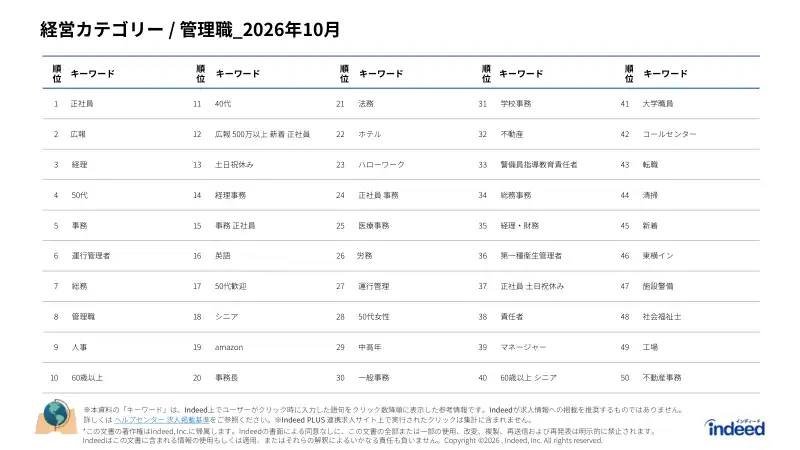 経営カテゴリー / 管理職_2026年10月
順位 キーワード 順位 キーワード 順位 キーワード 順位 キーワード 順位 キーワード
1 正社員 11 40代 21 法務 31 学校事務 41 大学職員
2 広報 12 広報 500万以上 新着 正社員 22 ホテル 32 不動産 42 コールセンター
3 経理 13 土日祝休み 23 ハローワーク 33 警備員指導教育責任者 43 転職
4 50代 14 経理事務 24 正社員 事務 34 総務事務 44 清掃
5 事務 15 事務 正社員 25 医療事務 35 経理・財務 45 新着
6 運行管理者 16 英語 26 労務 36 第一種衛生管理者 46 東横イン
7 総務 17 50代歓迎 27 運行管理 37 正社員 土日祝休み 47 施設警備
8 管理職 18 シニア 28 50代女性 38 責任者 48 社会福祉士
9 人事 19 amazon 29 中高年 39 マネージャー 49 工場
10 60歳以上 20 事務長 30 一般事務 40 60歳以上 シニア 50 不動産事務
※本資料の「キーワード」は、Indeed上でユーザーがクリック時に入力した語句をクリック数降順に表示した参考情報です。Indeedが求人情報への掲載を推奨するものではありません。
詳しくは ヘルプセンター 求人掲載基準をご参照ください。※Indeed PLUS 連携求人サイト上で実行されたクリックは集計に含まれません。
*この文書の著作権はIndeed, Inc.に帰属します。Indeedの書面による同意なしに、この文書の全部または一部の使用、改変、複製、再送信および再発表は明示的に禁止されます。
Indeedはこの文書に含まれる情報の使用もしくは適用、またはそれらの解釈によるいかなる責任も負いません。Copyright ©2026 , Indeed, Inc. All rights reserved.
インディード
indeed